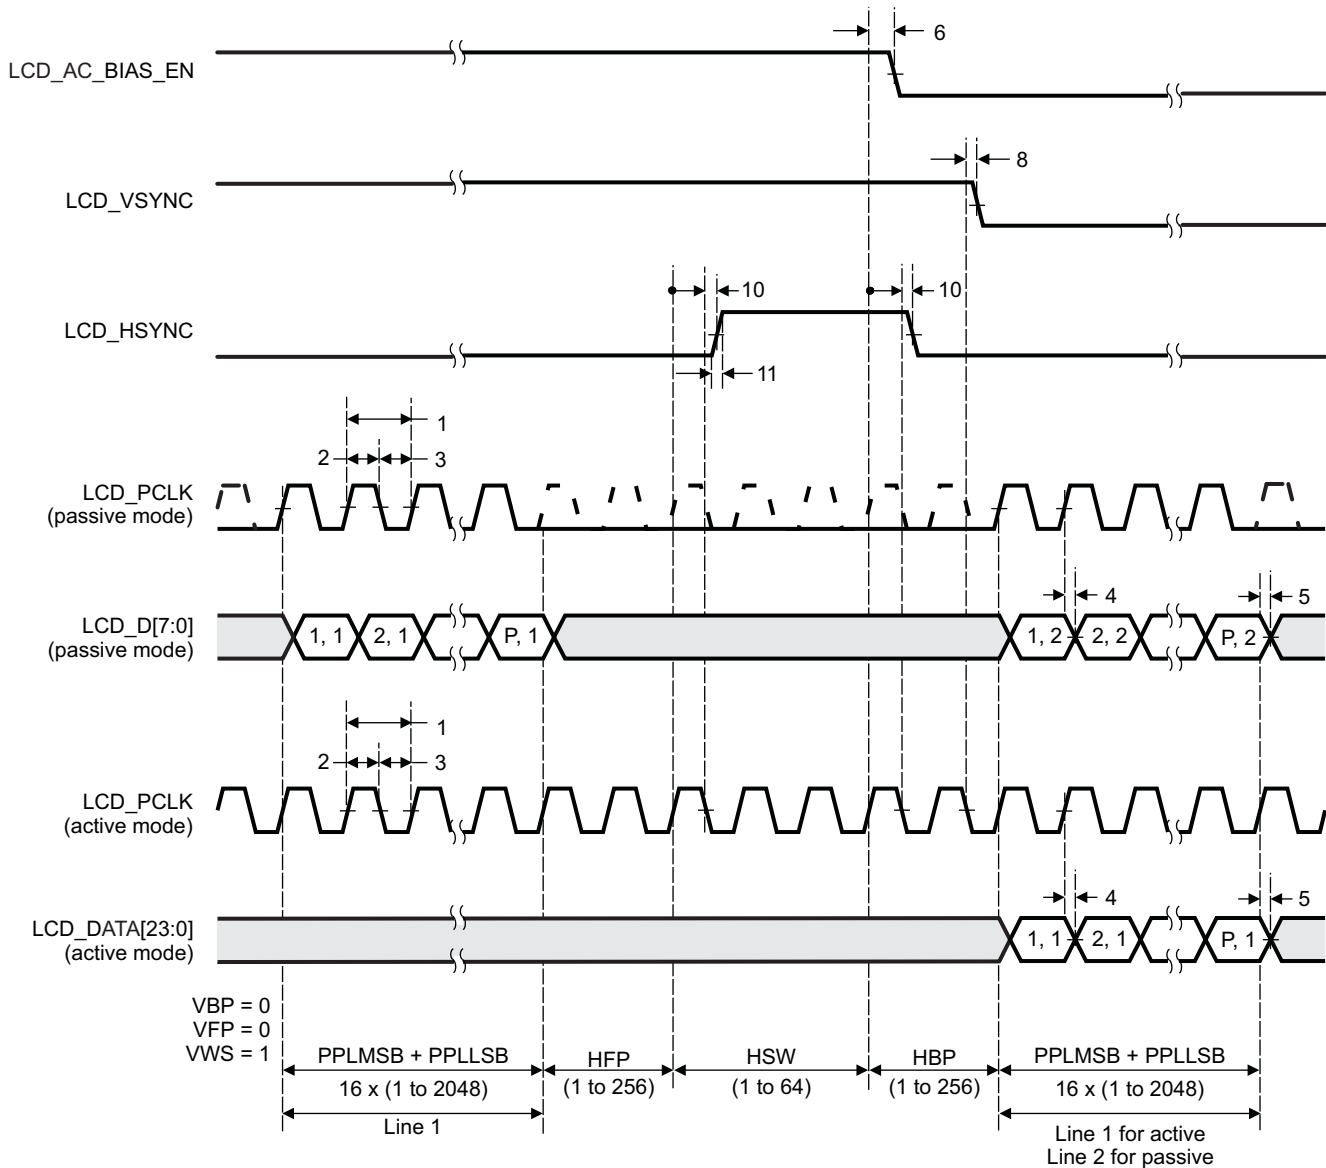 6
LCD_AC_BIAS_EN
8
LCD_VSYNC
10
10
LCD_HSYNC
11
1
2
3
LCD_PCLK
(passive mode)
4
5
LCD_D[7:0]
(passive mode)
1, 1
2, 1
P, 1
1, 2
2, 2
P, 2
1
2
3
LCD_PCLK
(active mode)
4
5
LCD_DATA[23:0]
(active mode)
1, 1
2, 1
P, 1
VBP = 0
VFP = 0
VWS = 1
PPLMSB + PPLLSB
16 x (1 to 2048)
Line 1
HFP
(1 to 256)
HSW
(1 to 64)
HBP
(1 to 256)
PPLMSB + PPLLSB
16 x (1 to 2048)
Line 1 for active
Line 2 for passive